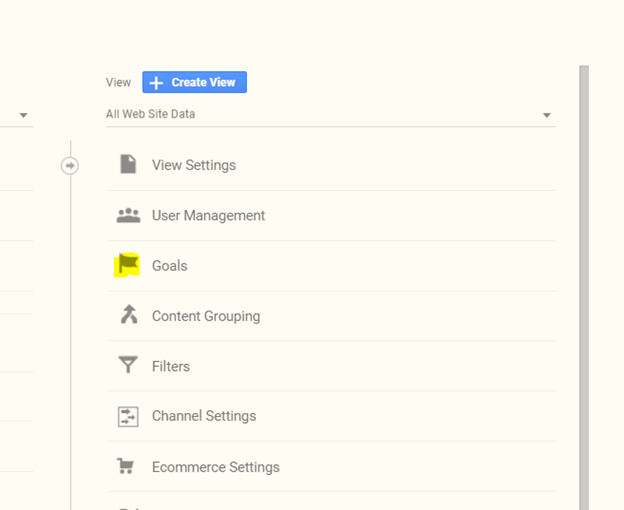 View
Create View
All Web Site Data
View Settings
User Management
Goals
Content Grouping
Filters
Channel Settings
Ecommerce Settings